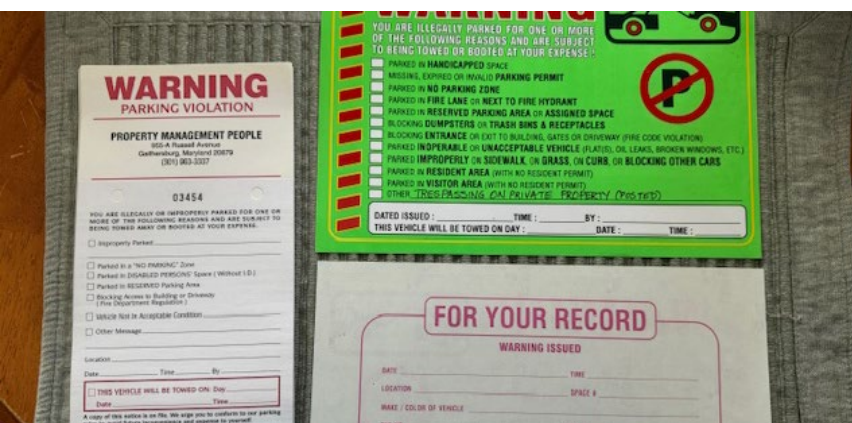 WARNING
PARKING VIOLATION
PROPERTY MANAGEMENT PEOPLE
955-A Russell Avenue
Gaithersburg, Maryland 20879
(301) 963-3337
03454
YOU ARE ILLEGALLY OR IMPROPERLY PARKED FOR ONE OR
MORE OF THE FOLLOWING REASONS AND ARE SUBJECT TO
BEING TOWED AWAY OR BOOTED AT YOUR EXPENSE.
Improperly Parked
Parked in a "NO PARKING" Zone
Parked in DISABLED PERSONS' Space (Without I.D.)
Parked in RESERVED Parking Area
Blocking Access to Building or Driveway
(Fire Department Regulation)
Vehicle Not in Acceptable Condition
Other Message
Location
Date Time By
THIS VEHICLE WILL BE TOWED ON: Day
Date Time
A copy of this notice is on file. We urge you to conform to our parking
WARNING
YOU ARE ILLEGALLY PARKED FOR ONE OR MORE
OF THE FOLLOWING REASONS AND ARE SUBJECT
TO BEING TOWED OR BOOTED AT YOUR EXPENSE:
PARKED IN HANDICAPPED SPACE
MISSING, EXPIRED OR INVALID PARKING PERMIT
PARKED IN NO PARKING ZONE
PARKED IN FIRE LANE OR NEXT TO FIRE HYDRANT
PARKED IN RESERVED PARKING AREA OR ASSIGNED SPACE
BLOCKING DUMPSTERS OR TRASH BINS & RECEPTACLES
BLOCKING ENTRANCE OR EXIT TO BUILDING, GATES OR DRIVEWAY (FIRE CODE VIOLATION)
PARKED INOPERABLE OR UNACCEPTABLE VEHICLE (FLAT(S), OIL LEAKS, BROKEN WINDOWS, ETC.)
PARKED IMPROPERLY ON SIDEWALK, ON GRASS, ON CURB, OR BLOCKING OTHER CARS
PARKED IN RESIDENT AREA (WITH NO RESIDENT PERMIT)
PARKED IN VISITOR AREA (WITH NO RESIDENT PERMIT)
OTHER TRESPASSING ON PRIVATE PROPERTY (POSTED)
P
DATED ISSUED : TIME : BY :
THIS VEHICLE WILL BE TOWED ON DAY : DATE : TIME :
FOR YOUR RECORD
WARNING ISSUED
DATE TIME
LOCATION SPACE #
MAKE / COLOR OF VEHICLE